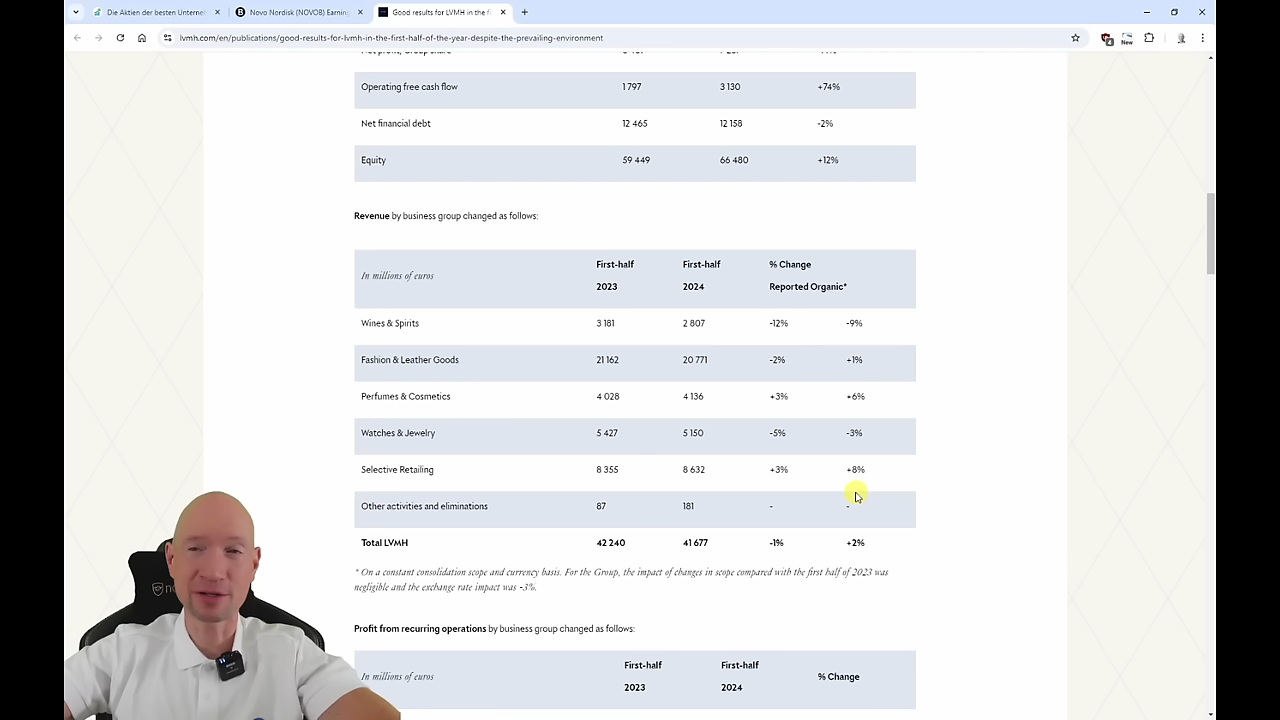 Die Aktien der besten Unterne
Novo Nordisk (NOVOB) Earnin
Good results for LVMH in the f
lvmh.com/en/publications/good-results-for-lvmh-in-the-first-half-of-the-year-despite-the-prevailing-environment
New
Operating free cash flow 1 797 3 130 +74%
Net financial debt 12 465 12 158 -2%
Equity 59 449 66 480 +12%
Revenue by business group changed as follows:
In millions of euros First-half 2023 First-half 2024 % Change Reported Organic*
Wines & Spirits 3 181 2 807 -12% -9%
Fashion & Leather Goods 21 162 20 771 -2% +1%
Perfumes & Cosmetics 4 028 4 136 +3% +6%
Watches & Jewelry 5 427 5 150 -5% -3%
Selective Retailing 8 355 8 632 +3% +8%
Other activities and eliminations 87 181 - -
Total LVMH 42 240 41 677 -1% +2%
* On a constant consolidation scope and currency basis. For the Group, the impact of changes in scope compared with the first half of 2023 was
negligible and the exchange rate impact was -3%.
Profit from recurring operations by business group changed as follows:
In millions of euros First-half 2023 First-half 2024 % Change